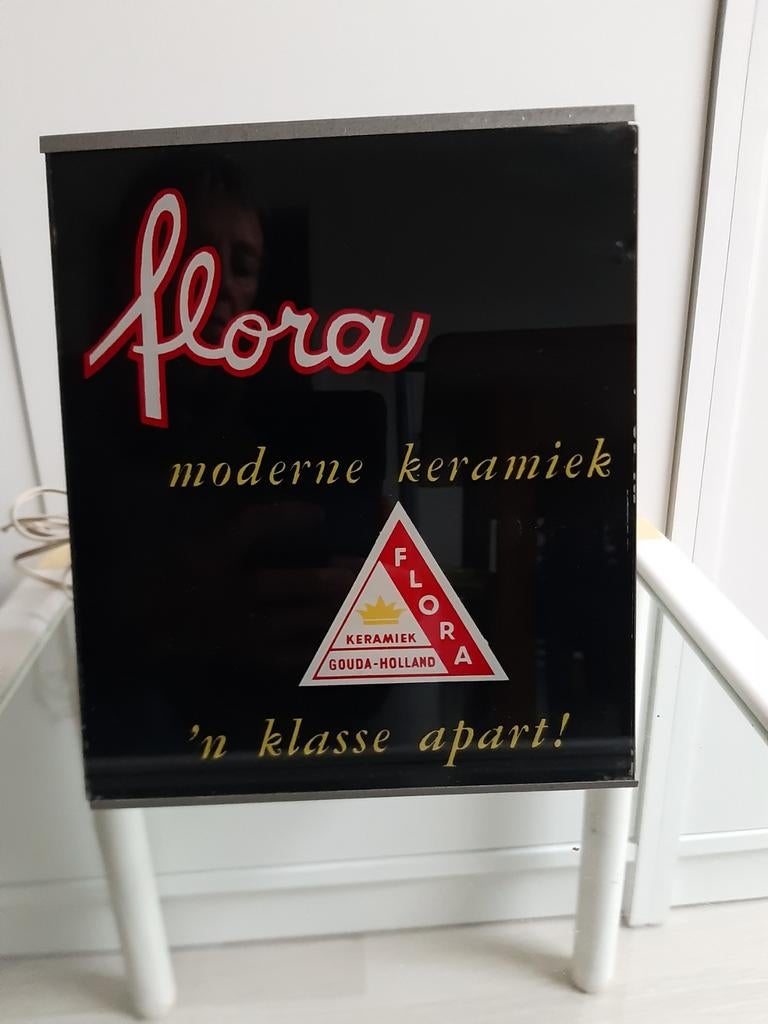 flora
moderne keramiek
FLORA
KERAMIEK
GOUDA-HOLLAND
'n klasse apart!